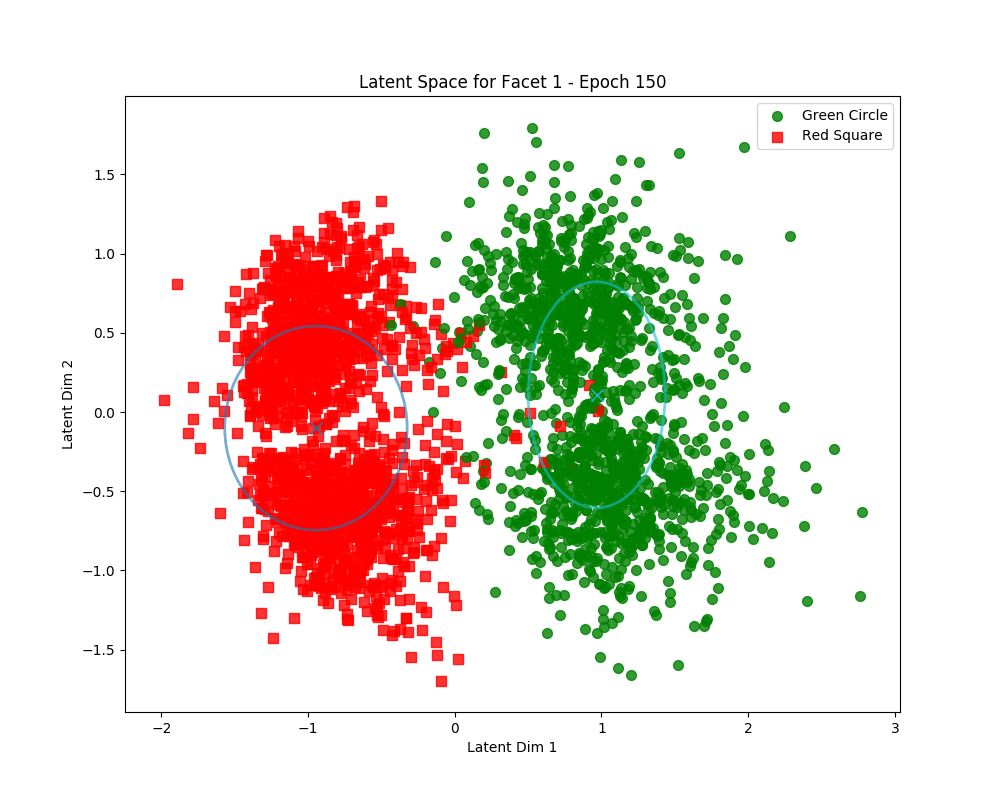 Latent Space for Facet 1 - Epoch 150
Green Circle
Red Square
1.5
1.0
0.5
0.0
−0.5
−1.0
−1.5
Latent Dim 2
−2
−1
0
1
2
3
Latent Dim 1